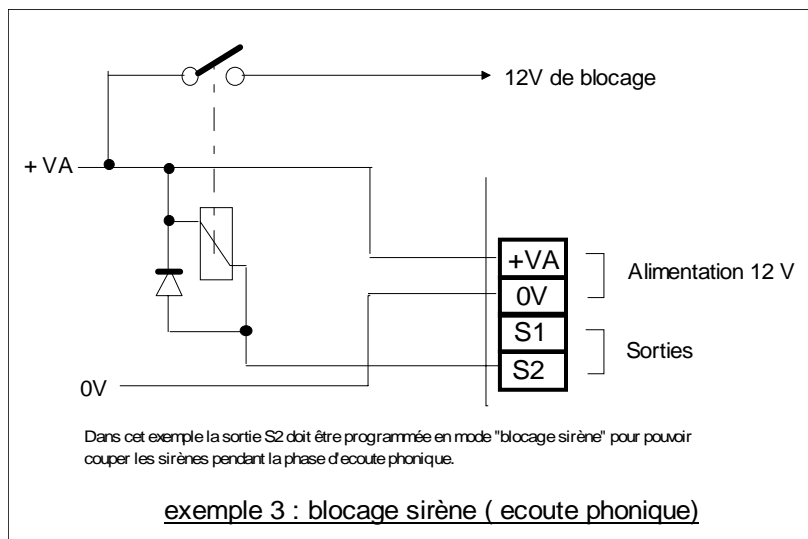 12V de blocage
+ VA
+VA
0V
S1
S2
Alimentation 12 V
Sorties
0V
Dans cet exemple la sortie S2 doit être programmée en mode "blocage sirène" pour pouvoir
couper les sirènes pendant la phase d'ecoute phonique.
exemple 3 : blocage sirène ( ecoute phonique)